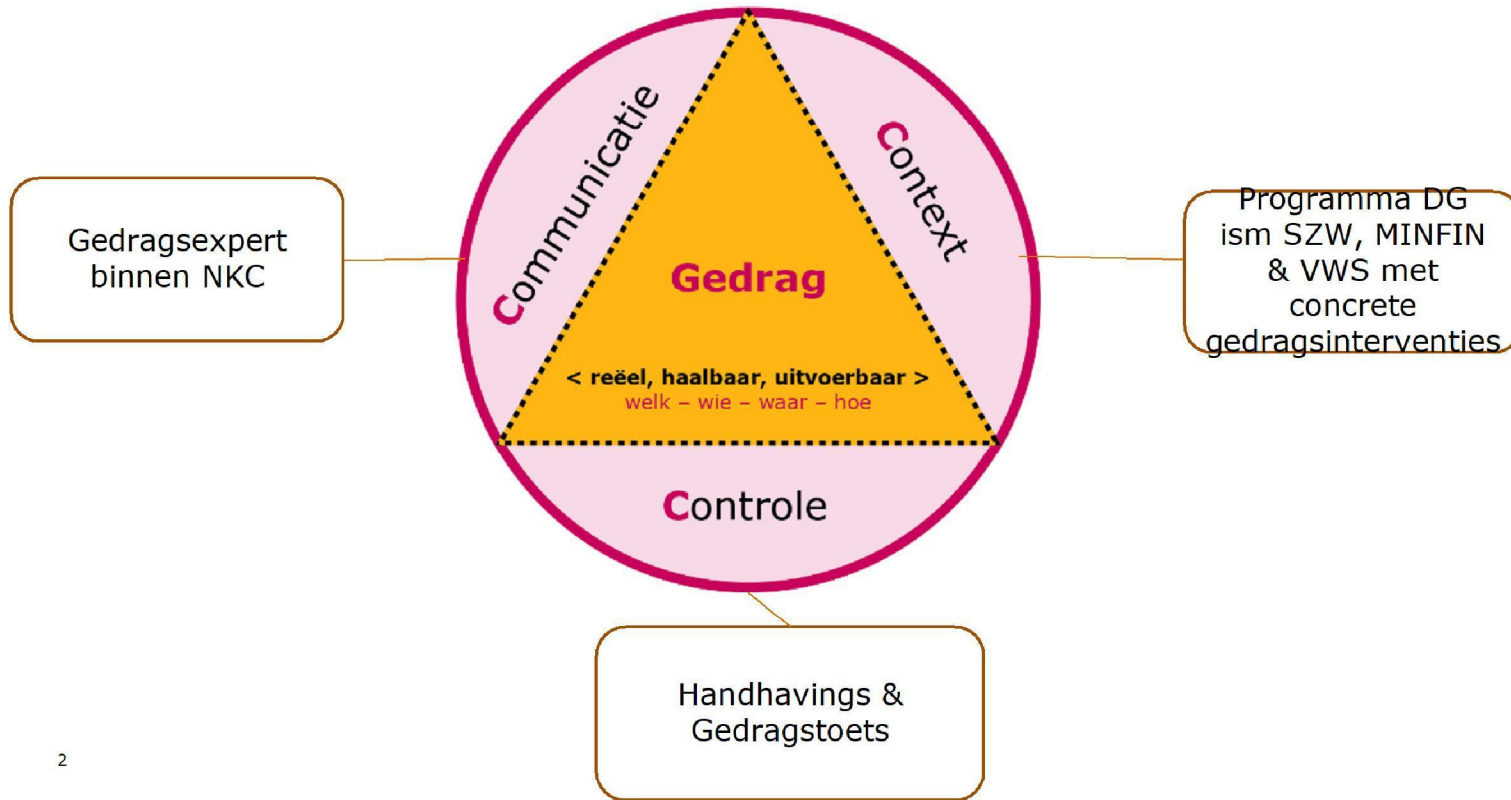 Communicatie
Context
Gedragsexpert
binnen NKC
Gedrag
< reëel, haalbaar, uitvoerbaar >
welk – wie – waar – hoe
Programma DG
ism SZW, MINFIN
& VWS met
concrete
gedragsinterventies
Controle
Handhavings &
Gedragstoets
2